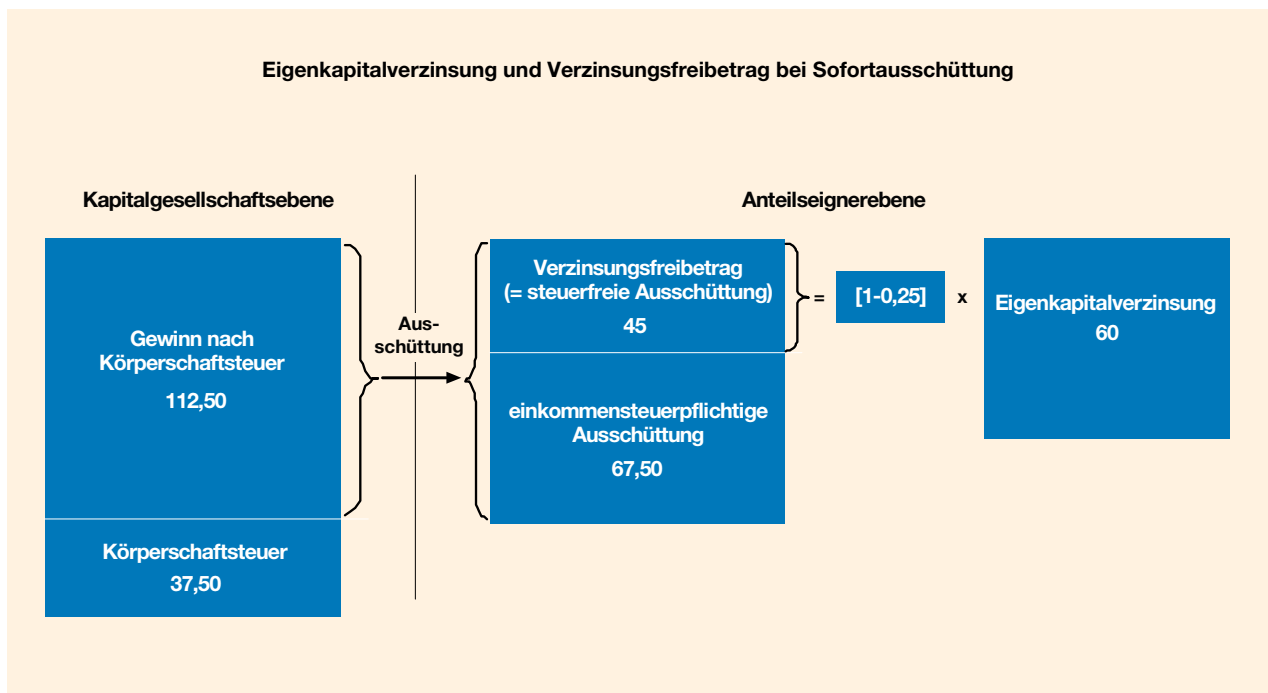 Eigenkapitalverzinsung und Verzinsungsfreibetrag bei Sofortausschüttung
Kapitalgesellschaftsebene
Gewinn nach
Körperschaftsteuer
112,50
Körperschaftsteuer
37,50
Aus-
schüttung
Anteilseignerebene
Verzinsungsfreibetrag
(= steuerfreie Ausschüttung)
45
einkommensteuerpflichtige
Ausschüttung
67,50
=
[1-0,25]
x
Eigenkapitalverzinsung
60